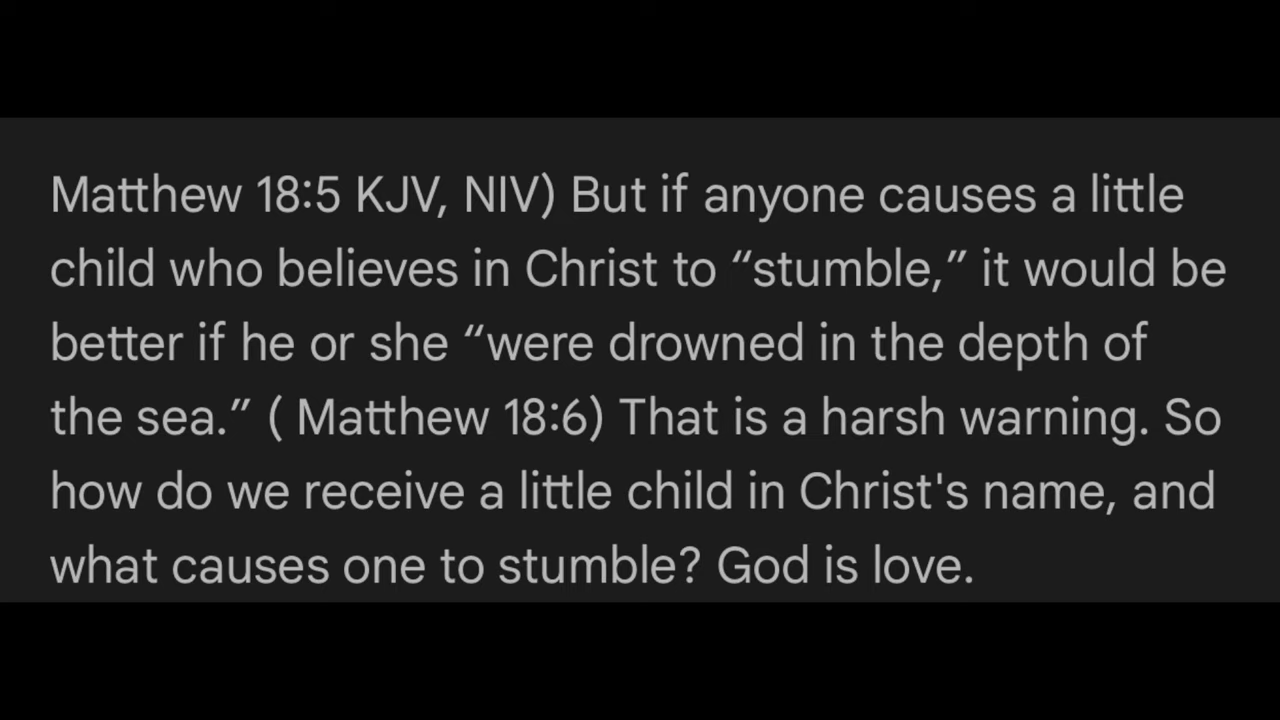 Matthew 18:5 KJV, NIV) But if anyone causes a little
child who believes in Christ to “stumble,” it would be
better if he or she “were drowned in the depth of
the sea.” ( Matthew 18:6) That is a harsh warning. So
how do we receive a little child in Christ's name, and
what causes one to stumble? God is love.